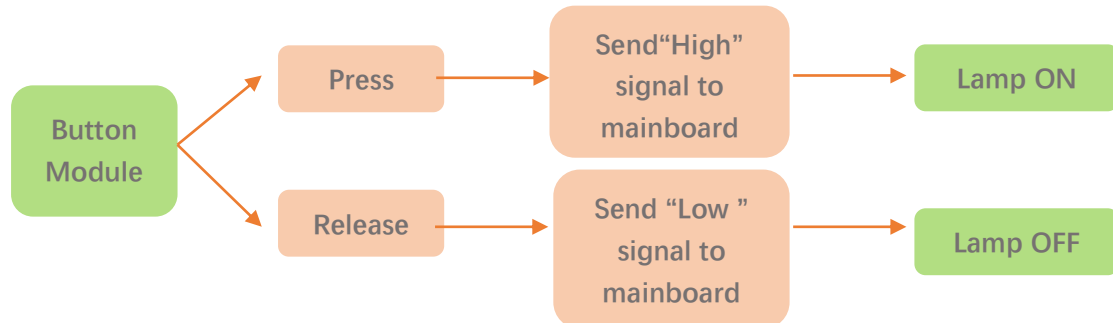 Button
Module
Press
Send“High”
signal to
mainboard
Lamp ON
Release
Send “Low ”
signal to
mainboard
Lamp OFF